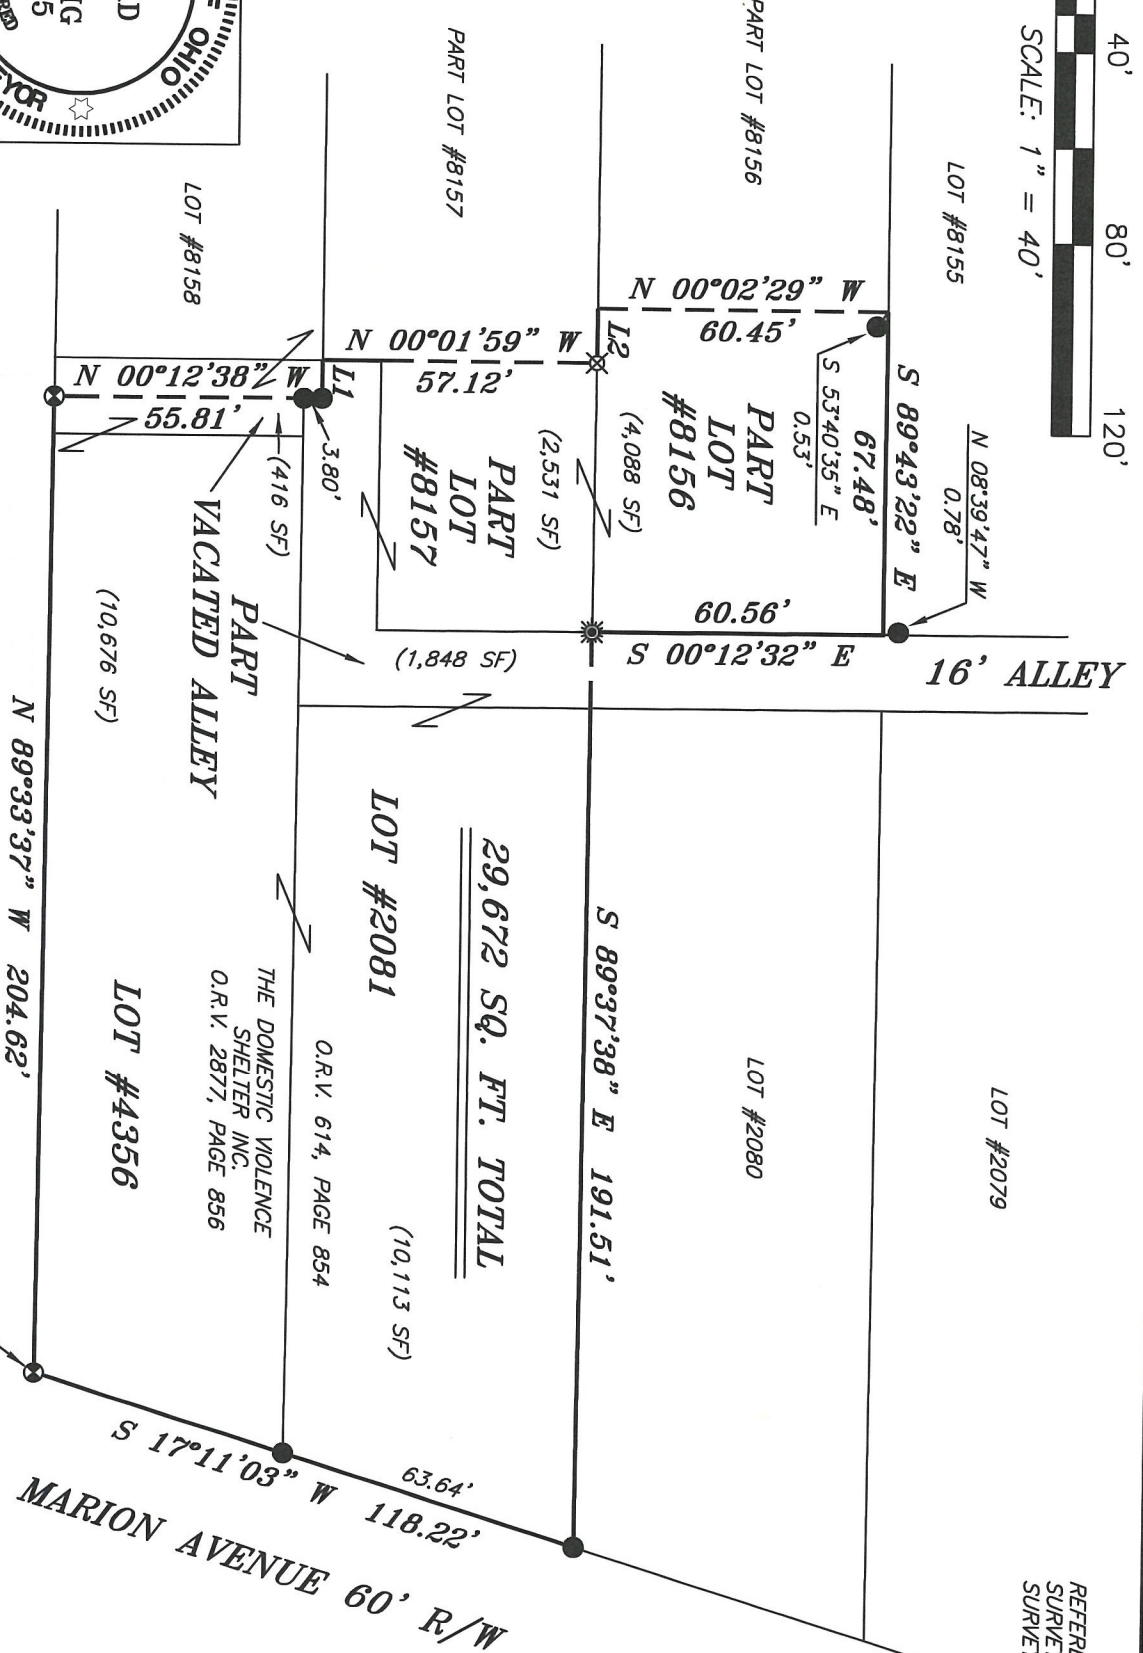 40'
80'
120'
SCALE: 1" = 40'
OHIO
LOT #8155
N 08°39'47" W
0.78'
S 89°43'22" E
67.48'
S 53°40'35" E
0.53'
PART LOT #8156
N 00°02'29" W
60.45'
PART
LOT
#8156
(4,088 SF)
60.56'
S 00°12'32" E
16' ALLEY
L2
PART LOT #8157
N 00°01'59" W
57.12'
(2,531 SF)
PART
LOT
#8157
L1
3.80'
LOT #8158
N 00°12'38" W
55.81'
(416 SF)
PART
VACATED ALLEY
(1,848 SF)
(10,676 SF)
LOT #2079
LOT #2080
S 89°37'38" E 191.51'
29,672 SQ. FT. TOTAL
LOT #2081
(10,113 SF)
O.R.V. 614, PAGE 854
THE DOMESTIC VIOLENCE
SHELTER INC.
O.R.V. 2877, PAGE 856
LOT #4356
N 89°33'37" W 204.62'
63.64'
S 17°11'03" W 118.22'
MARION AVENUE 60' R/W